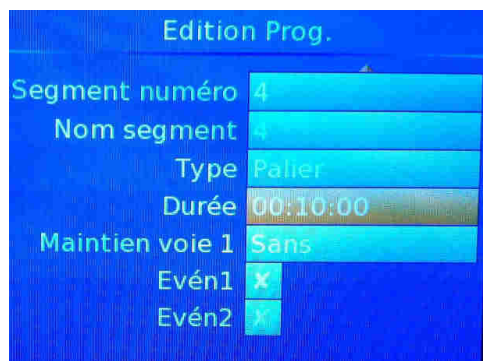 Edition Prog.
Segment numéro 4
Nom segment 4
Type Palier
Durée 00:10:00
Maintien voie 1 Sans
Evén1 x
Evén2 x